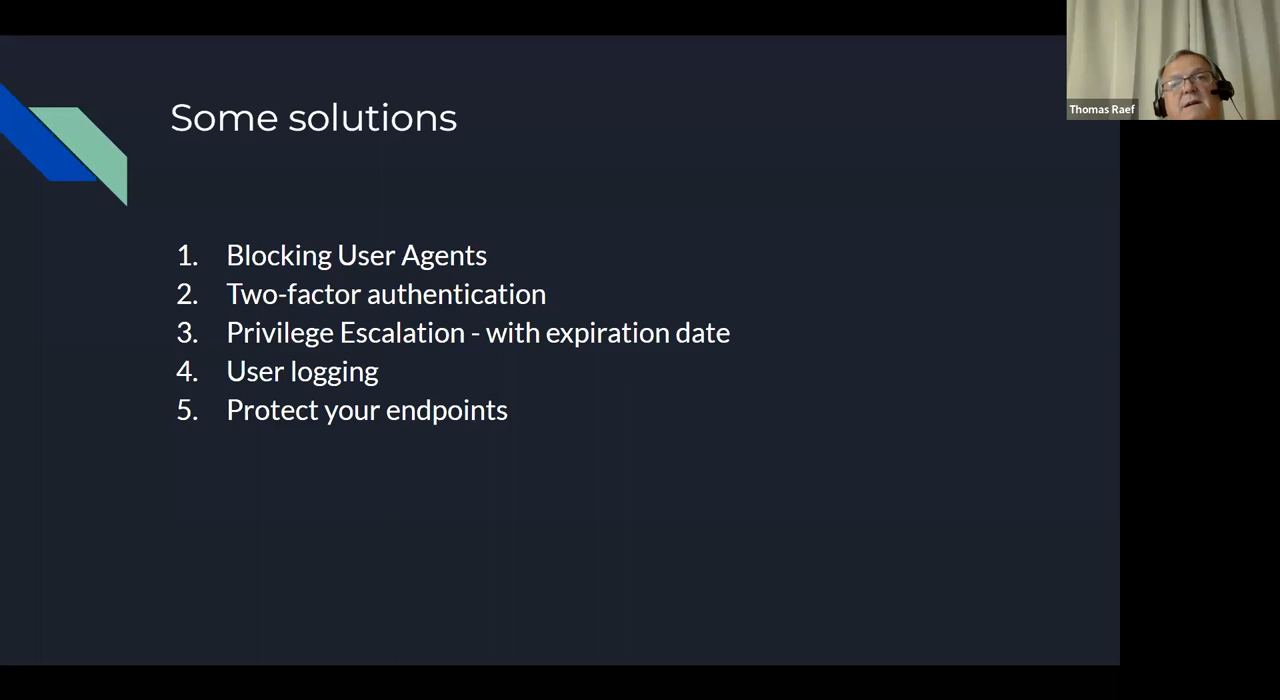 Some solutions
1. Blocking User Agents
2. Two-factor authentication
3. Privilege Escalation - with expiration date
4. User logging
5. Protect your endpoints
Thomas Raef